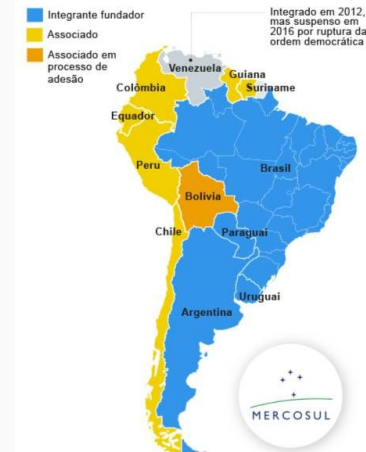 Integrante fundador
Associado
Associado em
processo de
adesão
Integrado em 2012,
mas suspenso em
2016 por ruptura da
ordem democrática
Venezuela
Guiana
Suriname
Colômbia
Equador
Peru
Brasil
Bolivia
Chile
Paraguai
Uruguai
Argentina
MERCOSUL